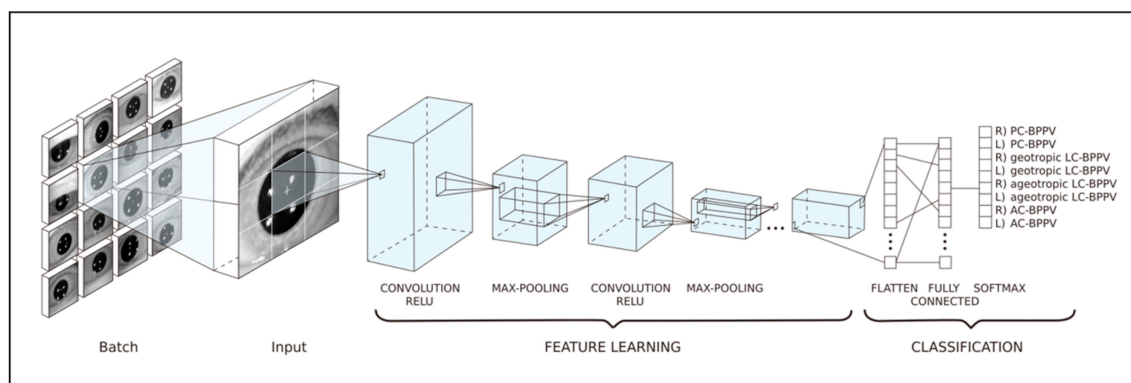 R) PC-BPPV
L) PC-BPPV
R) geotropic LC-BPPV
L) geotropic LC-BPPV
R) ageotropic LC-BPPV
L) ageotropic LC-BPPV
R) AC-BPPV
L) AC-BPPV
CONVOLUTION
RELU
MAX-POOLING
CONVOLUTION
RELU
MAX-POOLING
FLATTEN
FULLY
CONNECTED
SOFTMAX
Batch
Input
FEATURE LEARNING
CLASSIFICATION